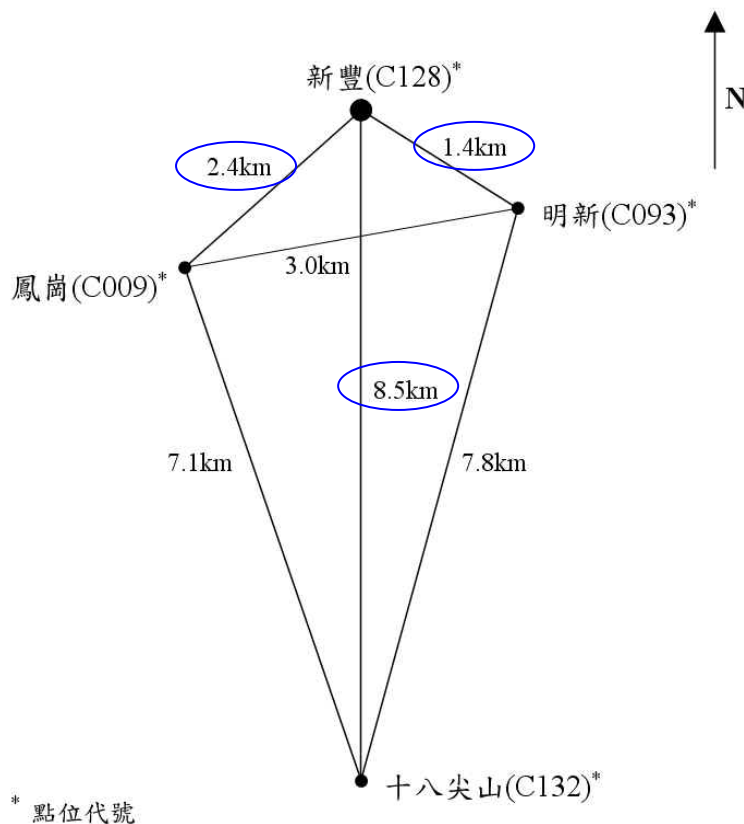 新豐(C128)*
N
2.4km
1.4km
明新(C093)*
3.0km
鳳崗(C009)*
8.5km
7.1km
7.8km
十八尖山(C132)*
* 點位代號